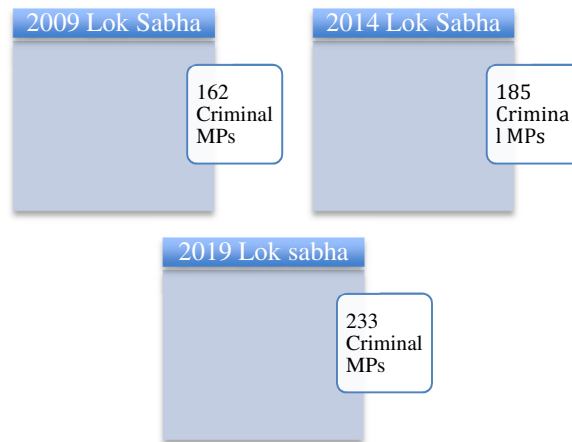 2009 Lok Sabha
162
Criminal
MPs
2014 Lok Sabha
185
Crimina
l MPs
2019 Lok sabha
233
Criminal
MPs